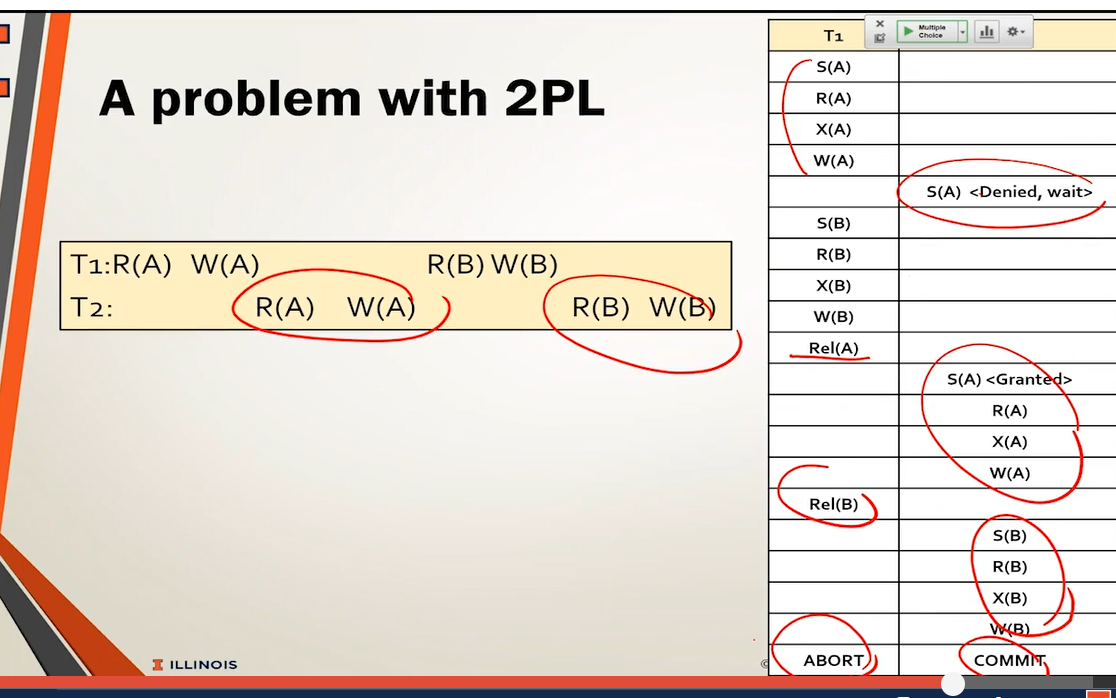 A problem with 2PL
T1:R(A) W(A) R(B) W(B)
T2: R(A) W(A) R(B) W(B)
ILLINOIS
©
T1
Multiple
Choice
S(A)
R(A)
X(A)
W(A)
S(A) <Denied, wait>
S(B)
R(B)
X(B)
W(B)
Rel(A)
S(A) <Granted>
R(A)
X(A)
W(A)
Rel(B)
S(B)
R(B)
X(B)
W(B)
ABORT COMMIT